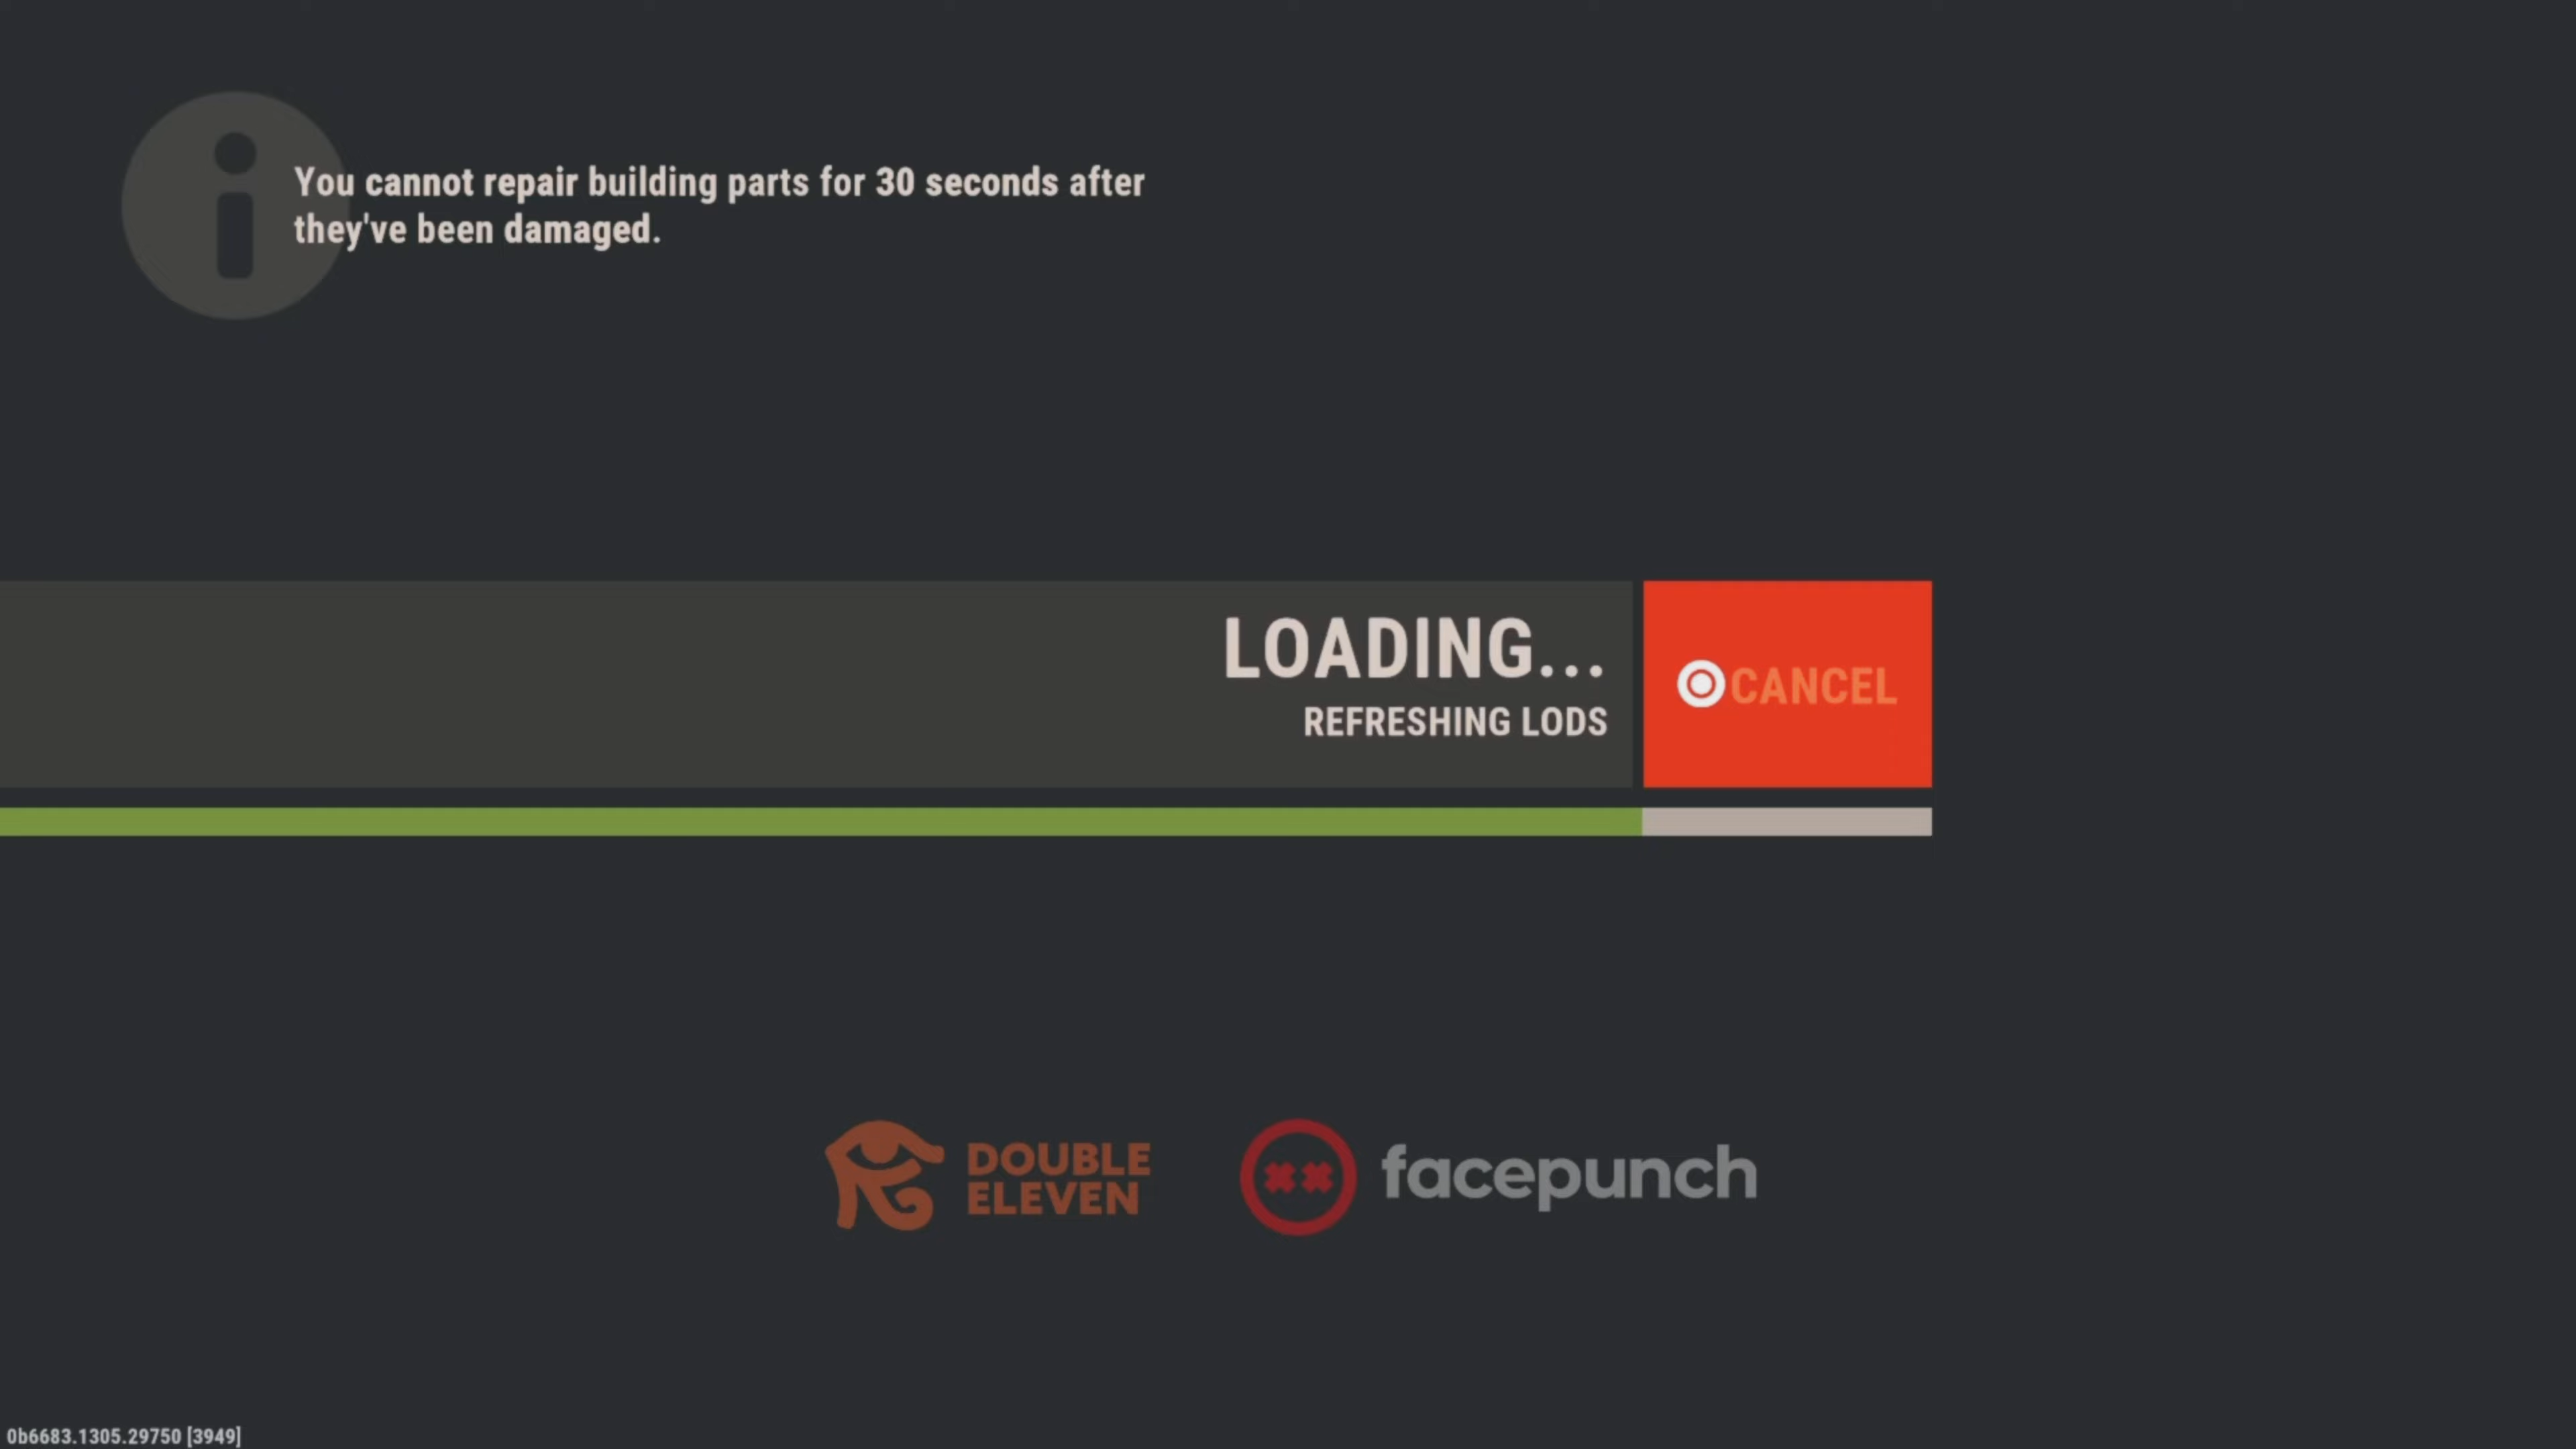 You cannot repair building parts for 30 seconds after
they've been damaged.
LOADING...
REFRESHING LODS
CANCEL
DOUBLE
ELEVEN
facepunch
0b6683.1305.29750 [3949]